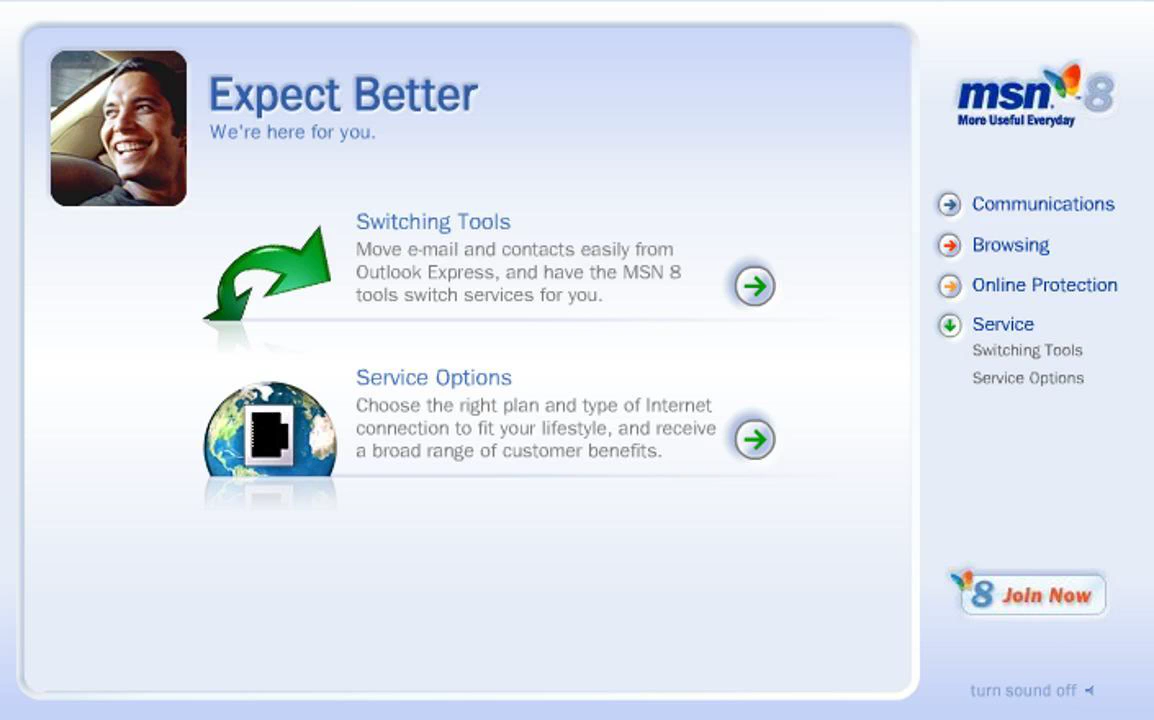 Expect Better
We're here for you.
Switching Tools
Move e-mail and contacts easily from
Outlook Express, and have the MSN 8
tools switch services for you.
Service Options
Choose the right plan and type of Internet
connection to fit your lifestyle, and receive
a broad range of customer benefits.
msn 8
More Useful Everyday
Communications
Browsing
Online Protection
Service
Switching Tools
Service Options
8 Join Now
turn sound off